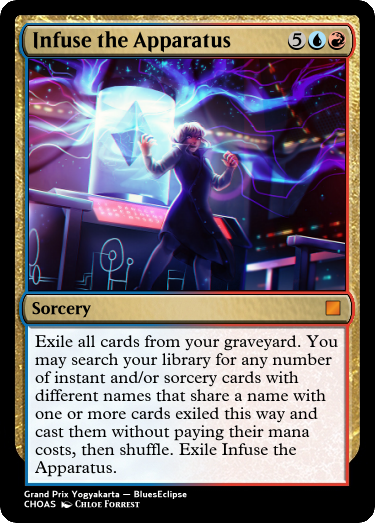 Infuse the Apparatus 5
Sorcery
Exile all cards from your graveyard. You
may search your library for any number
of instant and/or sorcery cards with
different names that share a name with
one or more cards exiled this way and
cast them without paying their mana
costs, then shuffle. Exile Infuse the
Apparatus.
Grand Prix Yogyakarta — BluesEclipse
CHOAS Chloe Forrest